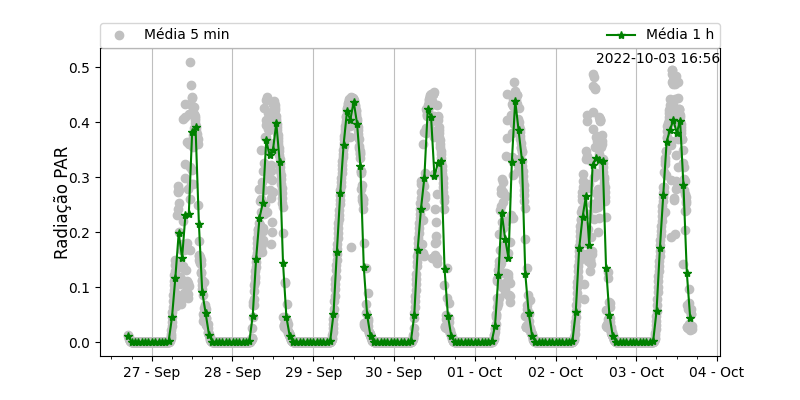 Média 5 min
Média 1 h
2022-10-03 16:56
Radiação PAR
0.5
0.4
0.3
0.2
0.1
0.0
27 - Sep
28 - Sep
29 - Sep
30 - Sep
01 - Oct
02 - Oct
03 - Oct
04 - Oct